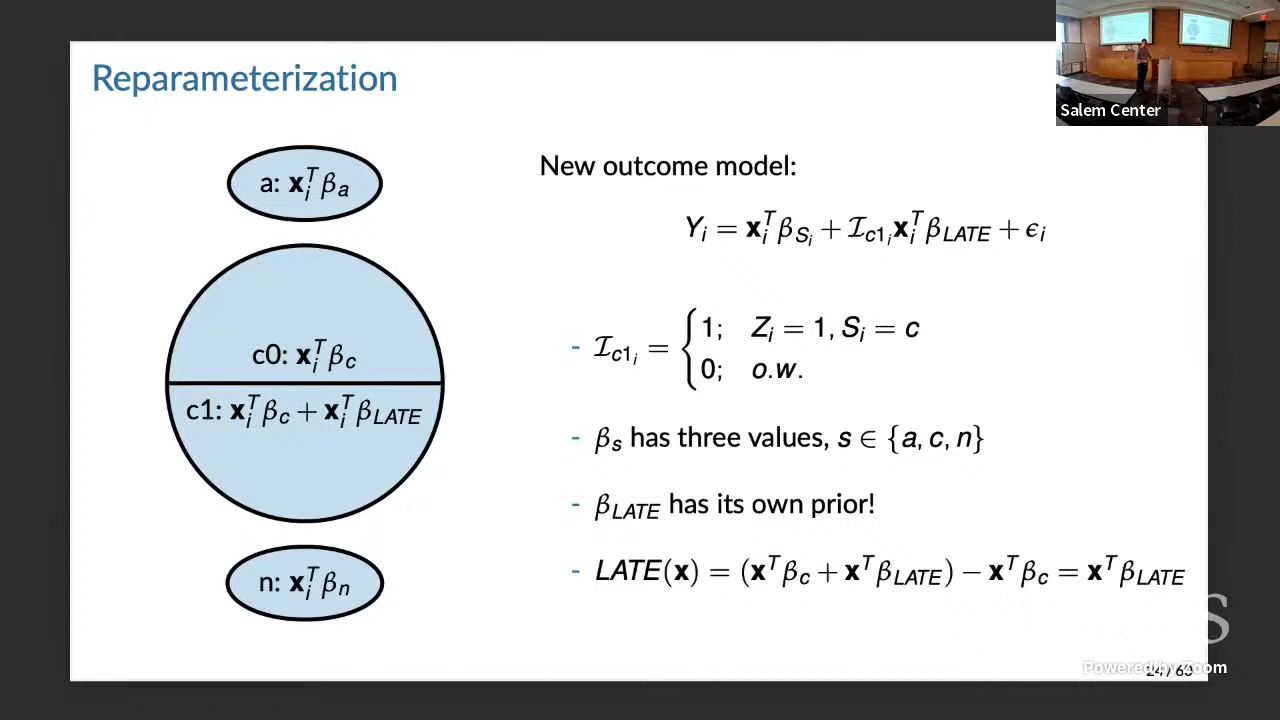 Reparameterization
Salem Center
a: 𝐱ᵢᵀβₐ
c0: 𝐱ᵢᵀβ_c
c1: 𝐱ᵢᵀβ_c + 𝐱ᵢᵀβ_LATE
n: 𝐱ᵢᵀβₙ
New outcome model:
Yᵢ = 𝐱ᵢᵀβ_{Sᵢ} + ℐ_{c1ᵢ}𝐱ᵢᵀβ_LATE + ϵᵢ
- ℐ_{c1ᵢ} = { 1; Zᵢ = 1, Sᵢ = c
0; o.w.
- βₛ has three values, s ∈ {a, c, n}
- β_LATE has its own prior!
- LATE(𝐱) = (𝐱ᵀβ_c + 𝐱ᵀβ_LATE) − 𝐱ᵀβ_c = 𝐱ᵀβ_LATE
S
Powered by Zoom